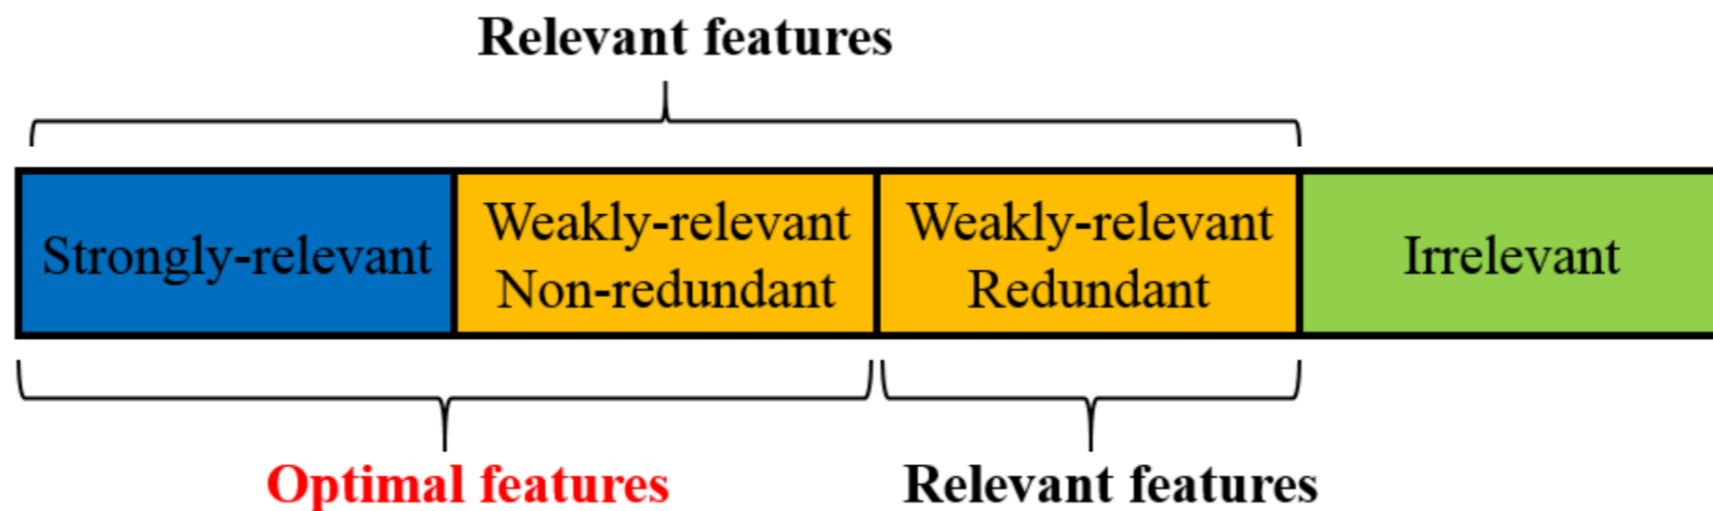 Relevant features
Strongly-relevant
Weakly-relevant
Non-redundant
Weakly-relevant
Redundant
Irrelevant
Optimal features
Relevant features